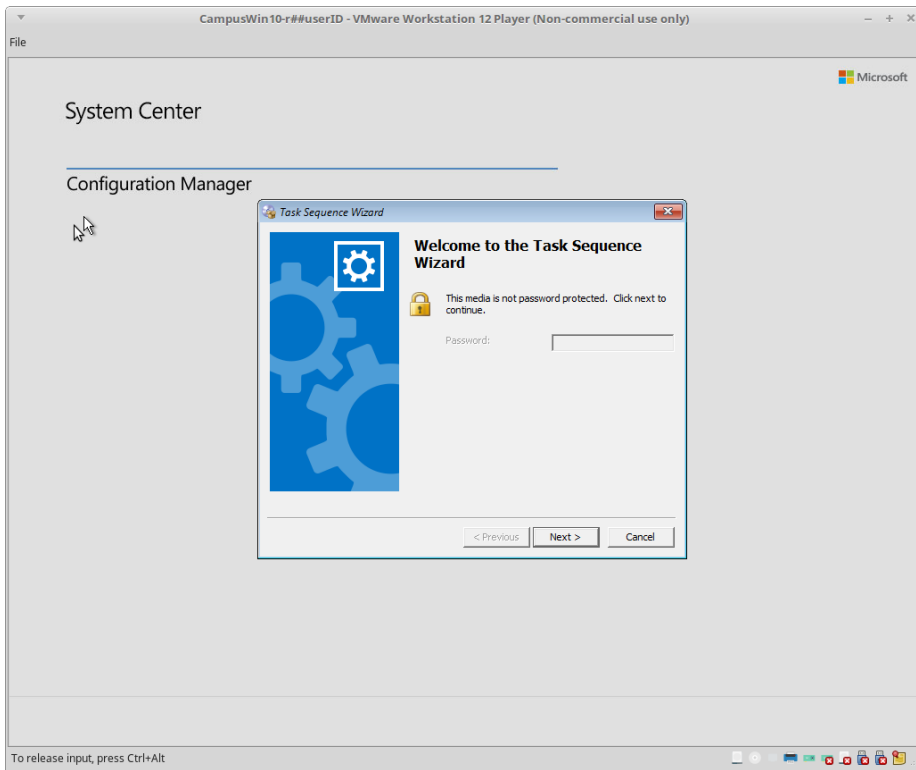 CampusWin10-r##userID - VMware Workstation 12 Player (Non-commercial use only)
File
Microsoft
System Center
Configuration Manager
Task Sequence Wizard
Welcome to the Task Sequence
Wizard
This media is not password protected. Click next to
continue.
Password:
< Previous Next > Cancel
To release input, press Ctrl+Alt